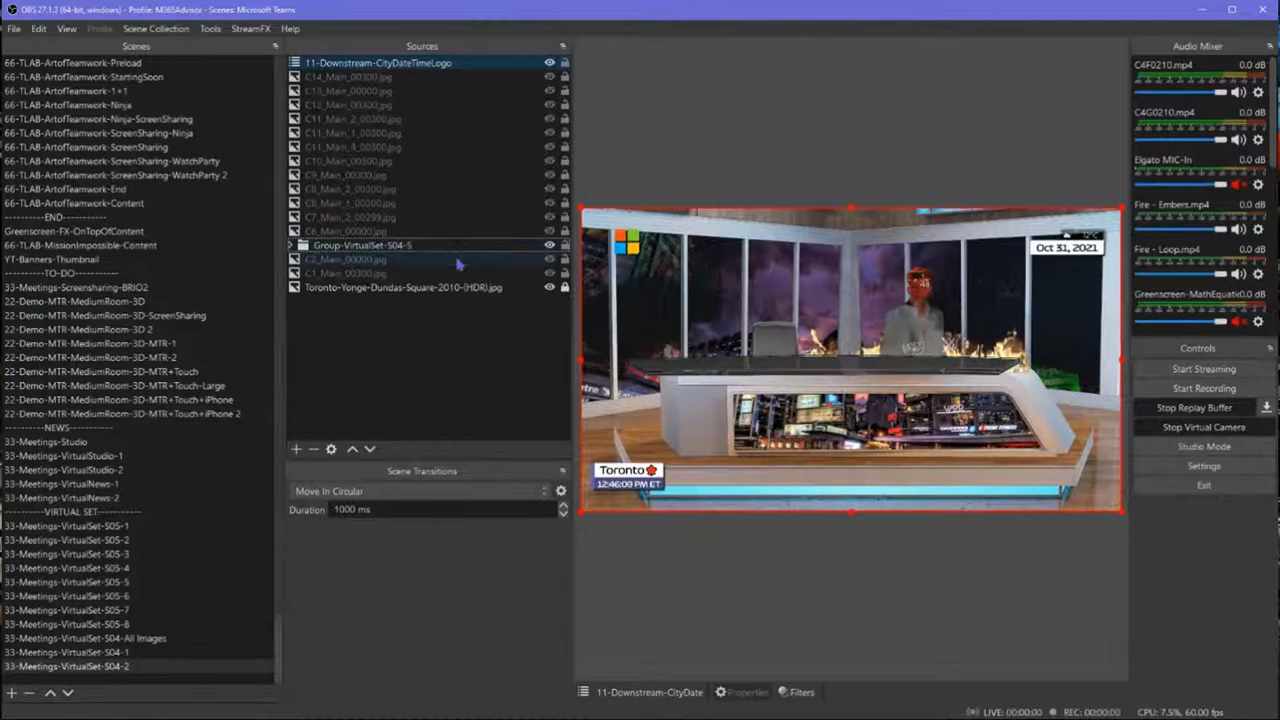 OBS 27.1.3 (64-bit, windows) - Profile: M365Advisor - Scenes: Microsoft Teams
File Edit View Profile Scene Collection Tools StreamFX Help
Scenes
66-TLAB-ArtofTeamwork-Preload
66-TLAB-ArtofTeamwork-StartingSoon
66-TLAB-ArtofTeamwork-1+1
66-TLAB-ArtofTeamwork-Ninja
66-TLAB-ArtofTeamwork-Ninja-ScreenSharing
66-TLAB-ArtofTeamwork-ScreenSharing-Ninja
66-TLAB-ArtofTeamwork-ScreenSharing
66-TLAB-ArtofTeamwork-ScreenSharing-WatchParty
66-TLAB-ArtofTeamwork-ScreenSharing-WatchParty 2
66-TLAB-ArtofTeamwork-End
66-TLAB-ArtofTeamwork-Content
----------END----------
Greenscreen-FX-OnTopOfContent
66-TLAB-MissionImpossible-Content
YT-Banners-Thumbnail
----------TO-DO----------
33-Meetings-Screensharing-BRIO2
22-Demo-MTR-MediumRoom-3D
22-Demo-MTR-MediumRoom-3D-ScreenSharing
22-Demo-MTR-MediumRoom-3D 2
22-Demo-MTR-MediumRoom-3D-MTR-1
22-Demo-MTR-MediumRoom-3D-MTR-2
22-Demo-MTR-MediumRoom-3D-MTR+Touch
22-Demo-MTR-MediumRoom-3D-MTR+Touch-Large
22-Demo-MTR-MediumRoom-3D-MTR+Touch+iPhone
22-Demo-MTR-MediumRoom-3D-MTR+Touch+iPhone 2
----------NEWS----------
33-Meetings-Studio
33-Meetings-VirtualStudio-1
33-Meetings-VirtualStudio-2
33-Meetings-VirtualNews-1
33-Meetings-VirtualNews-2
----------VIRTUAL SET----------
33-Meetings-VirtualSet-S05-1
33-Meetings-VirtualSet-S05-2
33-Meetings-VirtualSet-S05-3
33-Meetings-VirtualSet-S05-4
33-Meetings-VirtualSet-S05-5
33-Meetings-VirtualSet-S05-6
33-Meetings-VirtualSet-S05-7
33-Meetings-VirtualSet-S05-8
33-Meetings-VirtualSet-S04-All Images
33-Meetings-VirtualSet-S04-1
33-Meetings-VirtualSet-S04-2
Sources
11-Downstream-CityDateTimeLogo
C14_Main_00300.jpg
C13_Main_00000.jpg
C12_Main_00300.jpg
C11_Main_2_00300.jpg
C11_Main_1_00300.jpg
C11_Main_4_00300.jpg
C10_Main_00300.jpg
C9_Main_00300.jpg
C8_Main_2_00300.jpg
C8_Main_1_00300.jpg
C7_Main_2_00299.jpg
C6_Main_00000.jpg
Group-VirtualSet-S04-5
C2_Main_00000.jpg
C1_Main_00300.jpg
Toronto-Yonge-Dundas-Square-2010-(HDR).jpg
Scene Transitions
Move In Circular
Duration 1000 ms
12°C
Oct 31, 2021
Toronto
12:46:09 PM ET
11-Downstream-CityDate Properties Filters
Audio Mixer
C4F0210.mp4 0.0 dB
C4G0210.mp4 0.0 dB
Elgato MIC-In 0.0 dB
Fire - Embers.mp4 0.0 dB
Fire - Loop.mp4 0.0 dB
Greenscreen-MathEquati 0.0 dB
Controls
Start Streaming
Start Recording
Stop Replay Buffer
Stop Virtual Camera
Studio Mode
Settings
Exit
LIVE: 00:00:00 REC: 00:00:00 CPU: 7.5%, 60.00 fps